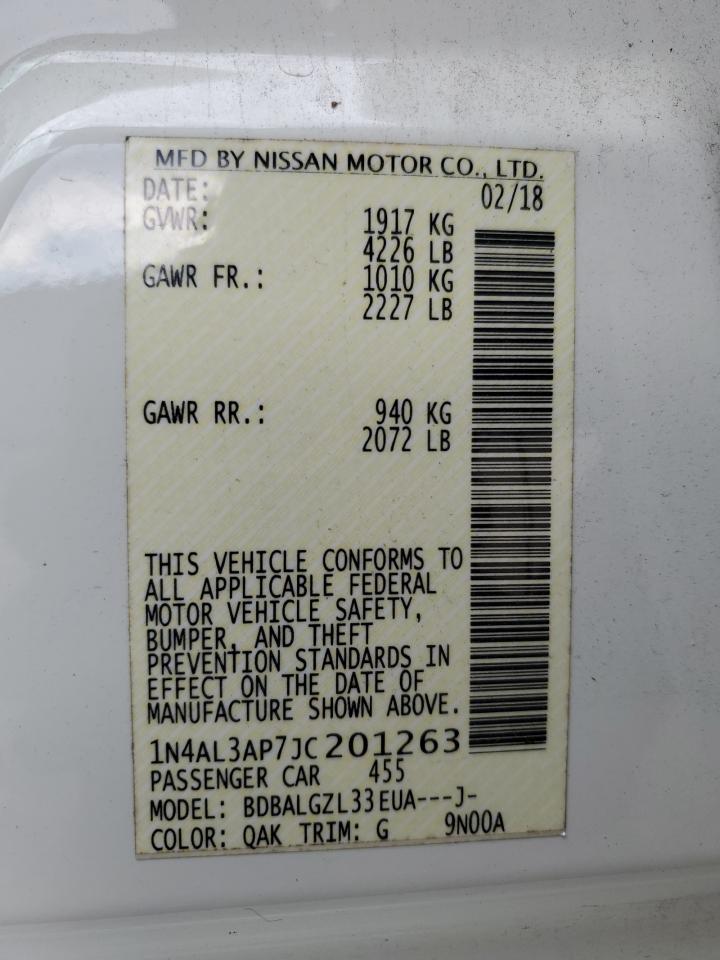 MFD BY NISSAN MOTOR CO., LTD.
DATE: 02/18
GVWR: 1917 KG
4226 LB
GAWR FR.: 1010 KG
2227 LB
GAWR RR.: 940 KG
2072 LB
THIS VEHICLE CONFORMS TO
ALL APPLICABLE FEDERAL
MOTOR VEHICLE SAFETY,
BUMPER, AND THEFT
PREVENTION STANDARDS IN
EFFECT ON THE DATE OF
MANUFACTURE SHOWN ABOVE.
1N4AL3AP7JC201263
PASSENGER CAR 455
MODEL: BDBALGZL33EUA---J-
COLOR: QAK TRIM: G 9N00A